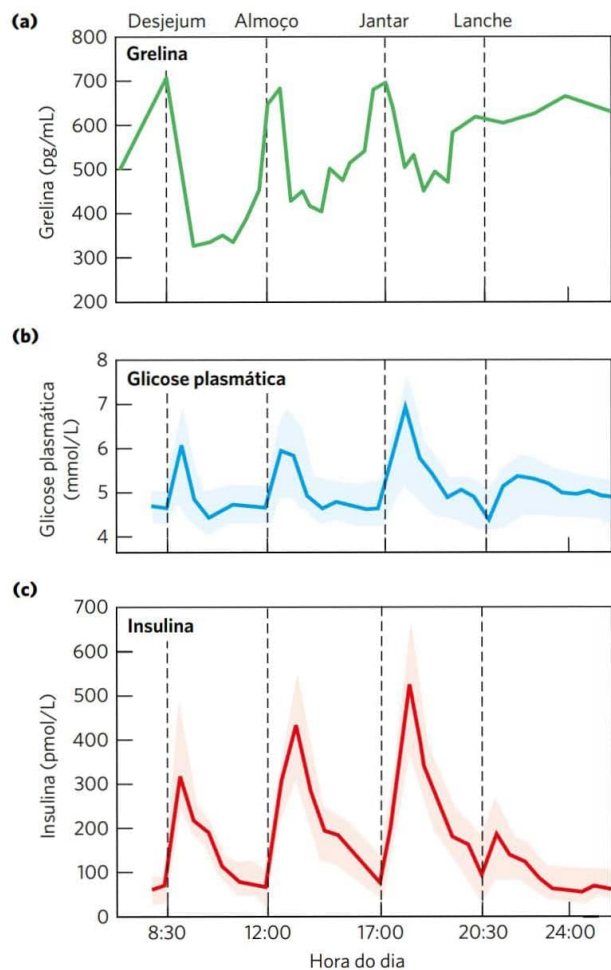 (a)
Desjejum Almoço Jantar Lanche
800
700
600
500
400
300
200
Grelina (pg/mL)
Grelina
(b)
8
7
6
5
4
Glicose plasmática
(mmol/L)
Glicose plasmática
(c)
700
600
500
400
300
200
100
0
Insulina (pmol/L)
Insulina
8:30 12:00 17:00 20:30 24:00
Hora do dia